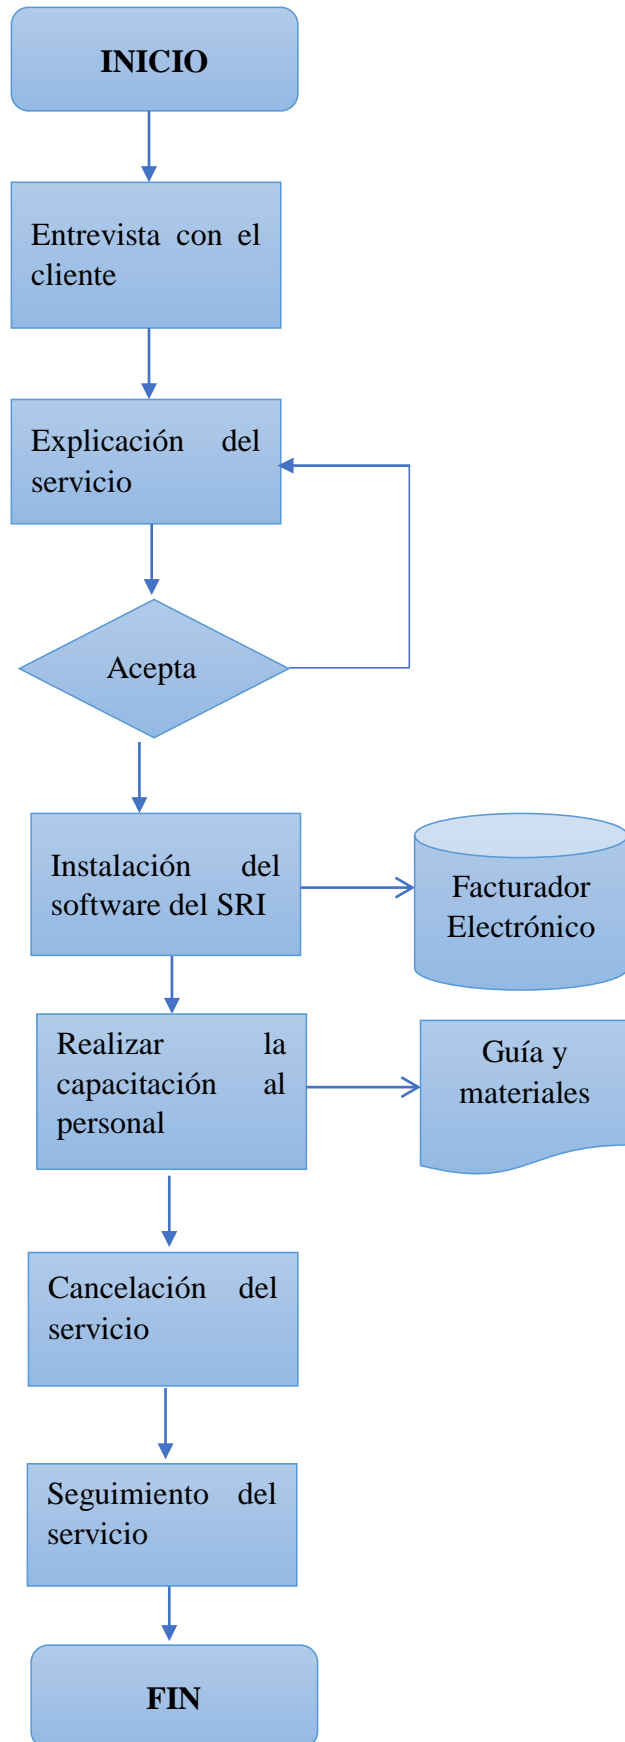 INICIO
Entrevista con el
cliente
Explicación del
servicio
Acepta
Instalación del
software del SRI
Facturador
Electrónico
Realizar la
capacitación al
personal
Guía y
materiales
Cancelación del
servicio
Seguimiento del
servicio
FIN